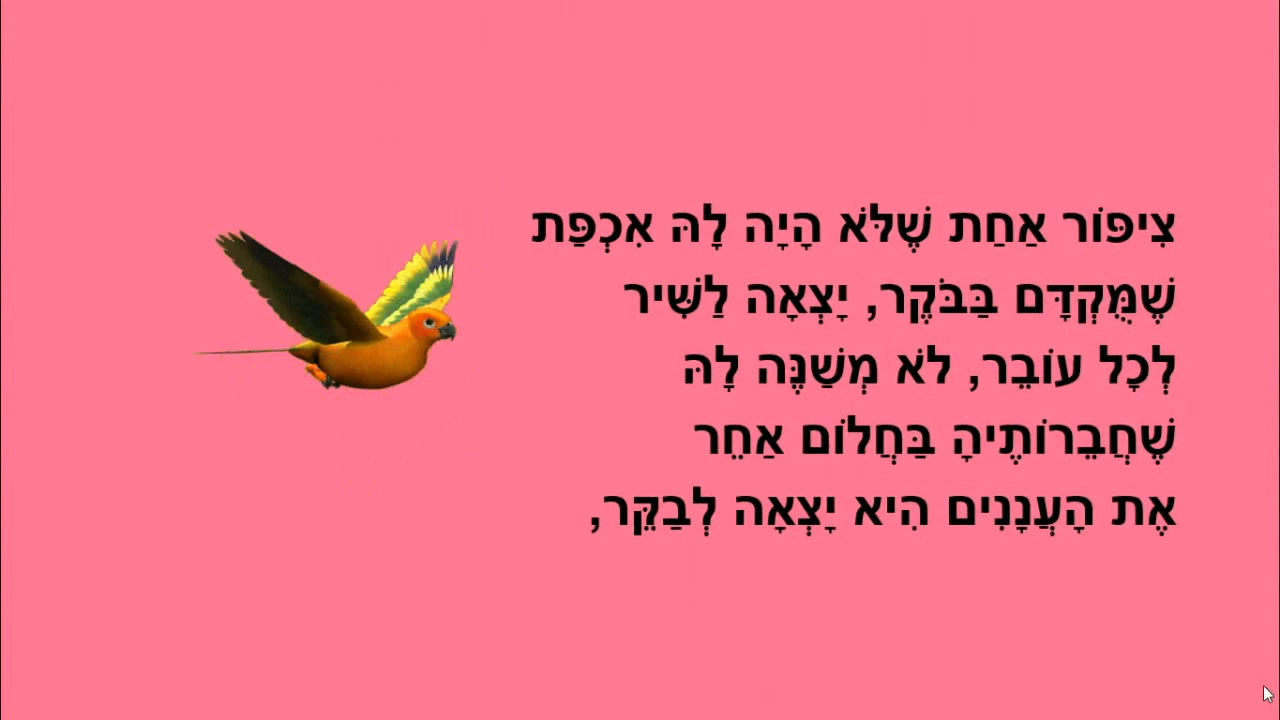 צִיפּוֹר אַחַת שֶׁלֹּא הָיָה לָהּ אִכְפַּת
שֶׁמֻּקְדָּם בַּבֹּקֶר, יָצְאָה לַשִּׁיר
לְכָל עוֹבֵר, לֹא מְשַׁנֶּה לָהּ
שֶׁחֲבֵרוֹתֶיהָ בַּחֲלוֹם אַחֵר
אֶת הָעֲנָנִים הִיא יָצְאָה לְבַקֵּר,